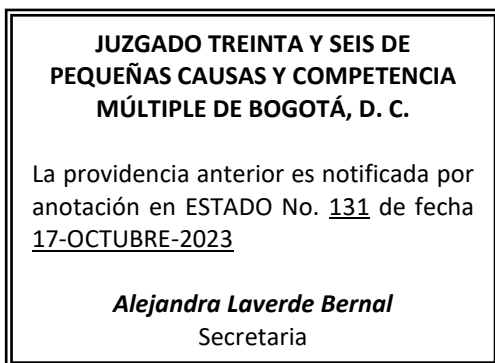 JUZGADO TREINTA Y SEIS DE
PEQUEÑAS CAUSAS Y COMPETENCIA
MÚLTIPLE DE BOGOTÁ, D. C.
La providencia anterior es notificada por
anotación en ESTADO No. 131 de fecha
17-OCTUBRE-2023
Alejandra Laverde Bernal
Secretaria